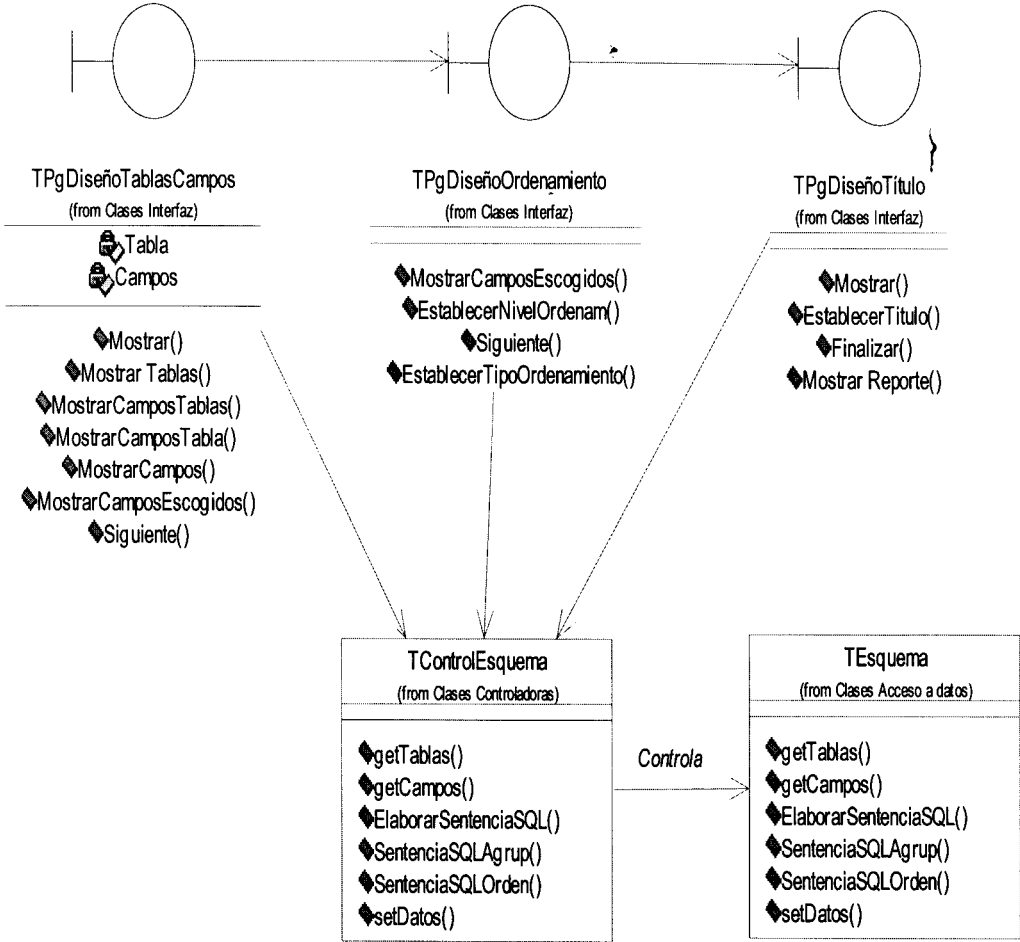 TPgDiseñoTablasCampos
(from Clases Interfaz)
Tabla
Campos
Mostrar()
Mostrar Tablas()
MostrarCamposTablas()
MostrarCamposTabla()
MostrarCampos()
MostrarCamposEscogidos()
Siguiente()
TPgDiseñoOrdenamiento
(from Clases Interfaz)
MostrarCamposEscogidos()
EstablecerNivelOrdenam()
Siguiente()
EstablecerTipoOrdenamiento()
TPgDiseñoTítulo
(from Clases Interfaz)
Mostrar()
EstablecerTitulo()
Finalizar()
Mostrar Reporte()
TControlEsquema
(from Clases Controladoras)
getTablas()
getCampos()
ElaborarSentenciaSQL()
SentenciaSQLAgrup()
SentenciaSQLOrden()
setDatos()
Controla
TEsquema
(from Clases Acceso a datos)
getTablas()
getCampos()
ElaborarSentenciaSQL()
SentenciaSQLAgrup()
SentenciaSQLOrden()
setDatos()